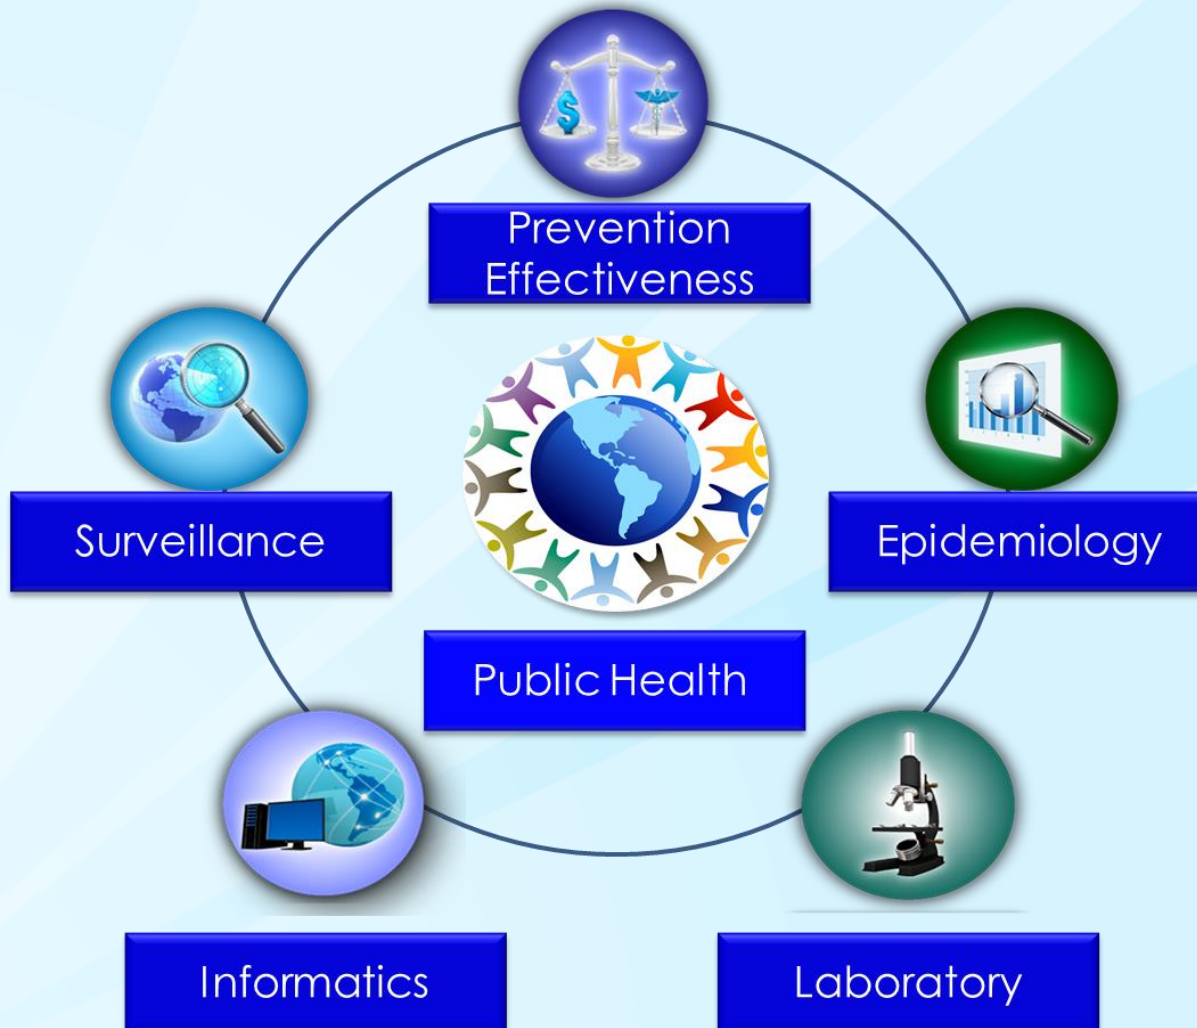 Prevention
Effectiveness
Surveillance
Epidemiology
Public Health
Informatics
Laboratory